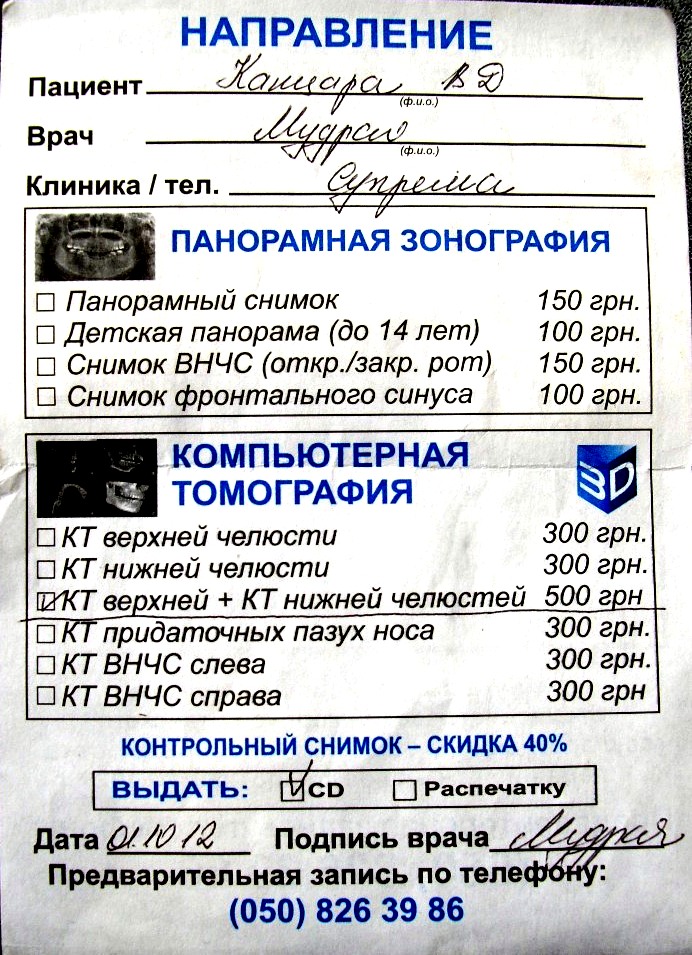 НАПРАВЛЕНИЕ
Пациент Канцара В Д
(ф.и.о.)
Врач Мудрая
(ф.и.о.)
Клиника / тел. Супрема
ПАНОРАМНАЯ ЗОНОГРАФИЯ
Панорамный снимок 150 грн.
Детская панорама (до 14 лет) 100 грн.
Снимок ВНЧС (откр./закр. рот) 150 грн.
Снимок фронтального синуса 100 грн.
КОМПЬЮТЕРНАЯ
ТОМОГРАФИЯ
3D
КТ верхней челюсти 300 грн.
КТ нижней челюсти 300 грн.
КТ верхней + КТ нижней челюстей 500 грн
КТ придаточных пазух носа 300 грн.
КТ ВНЧС слева 300 грн.
КТ ВНЧС справа 300 грн
КОНТРОЛЬНЫЙ СНИМОК – СКИДКА 40%
ВЫДАТЬ: CD Распечатку
Дата 01.10 12 Подпись врача Мудрая
Предварительная запись по телефону:
(050) 826 39 86